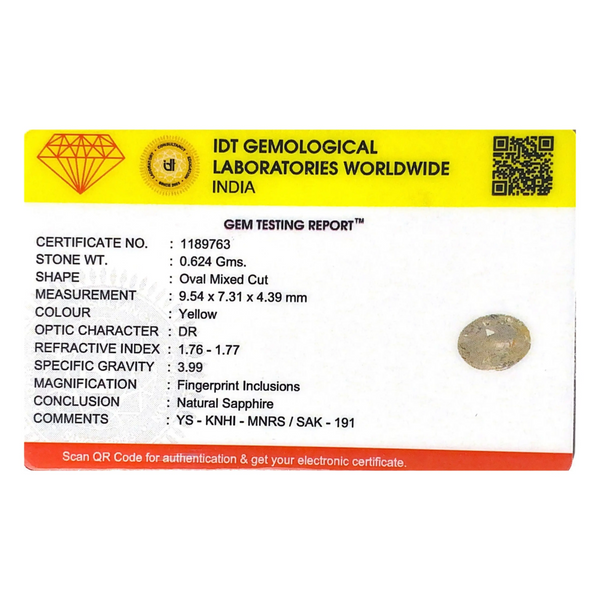 IDT GEMOLOGICAL
LABORATORIES WORLDWIDE
INDIA
GEM TESTING REPORT™
CERTIFICATE NO. : 1189763
STONE WT. : 0.624 Gms.
SHAPE : Oval Mixed Cut
MEASUREMENT : 9.54 x 7.31 x 4.39 mm
COLOUR : Yellow
OPTIC CHARACTER : DR
REFRACTIVE INDEX : 1.76 - 1.77
SPECIFIC GRAVITY : 3.99
MAGNIFICATION : Fingerprint Inclusions
CONCLUSION : Natural Sapphire
COMMENTS : YS - KNHI - MNRS / SAK - 191
Scan QR Code for authentication & get your electronic certificate.